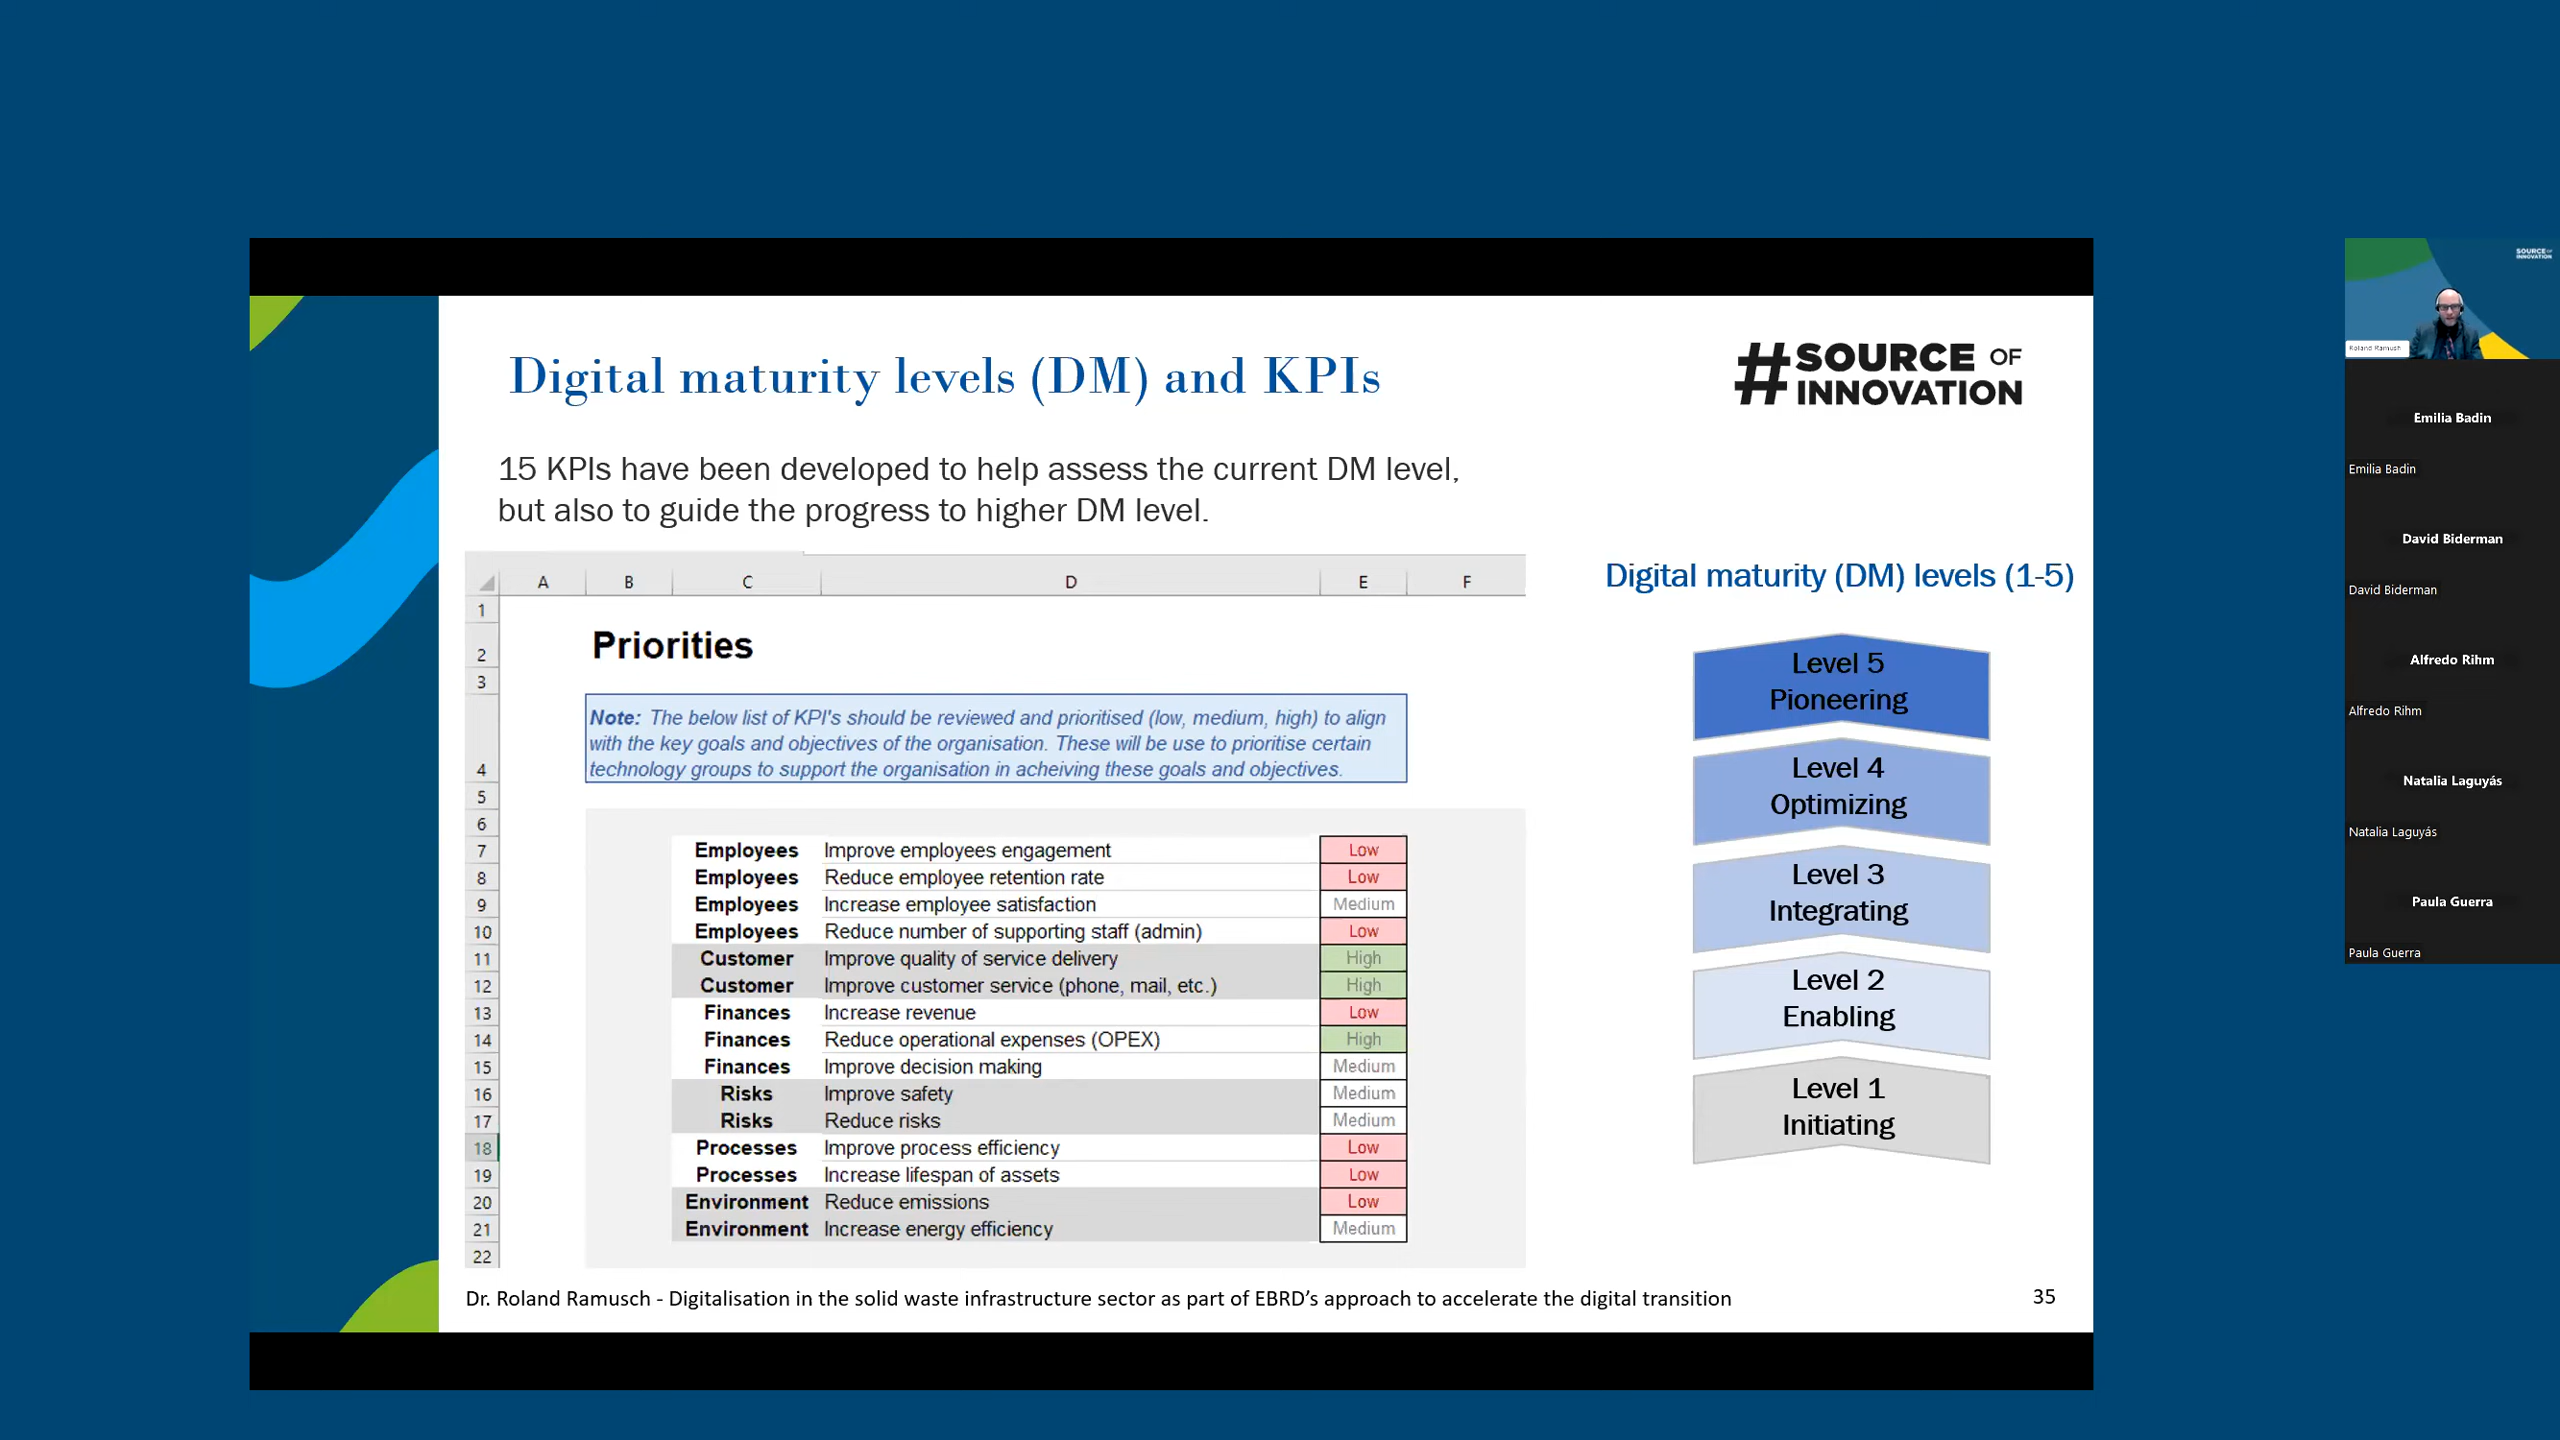 Digital maturity levels (DM) and KPIs
#SOURCE OF
INNOVATION
15 KPIs have been developed to help assess the current DM level,
but also to guide the progress to higher DM level.
A B C D E F
1
2 Priorities
3
Note: The below list of KPI's should be reviewed and prioritised (low, medium, high) to align
with the key goals and objectives of the organisation. These will be use to prioritise certain
4 technology groups to support the organisation in acheiving these goals and objectives.
5
6
7 Employees Improve employees engagement Low
8 Employees Reduce employee retention rate Low
9 Employees Increase employee satisfaction Medium
10 Employees Reduce number of supporting staff (admin) Low
11 Customer Improve quality of service delivery High
12 Customer Improve customer service (phone, mail, etc.) High
13 Finances Increase revenue Low
14 Finances Reduce operational expenses (OPEX) High
15 Finances Improve decision making Medium
16 Risks Improve safety Medium
17 Risks Reduce risks Medium
18 Processes Improve process efficiency Low
19 Processes Increase lifespan of assets Low
20 Environment Reduce emissions Low
21 Environment Increase energy efficiency Medium
22
Digital maturity (DM) levels (1-5)
Level 5
Pioneering
Level 4
Optimizing
Level 3
Integrating
Level 2
Enabling
Level 1
Initiating
Dr. Roland Ramusch - Digitalisation in the solid waste infrastructure sector as part of EBRD's approach to accelerate the digital transition
35
SOURCE OF
INNOVATION
Roland Ramush
Emilia Badin
Emilia Badin
David Biderman
David Biderman
Alfredo Rihm
Alfredo Rihm
Natalia Laguyás
Natalia Laguyás
Paula Guerra
Paula Guerra